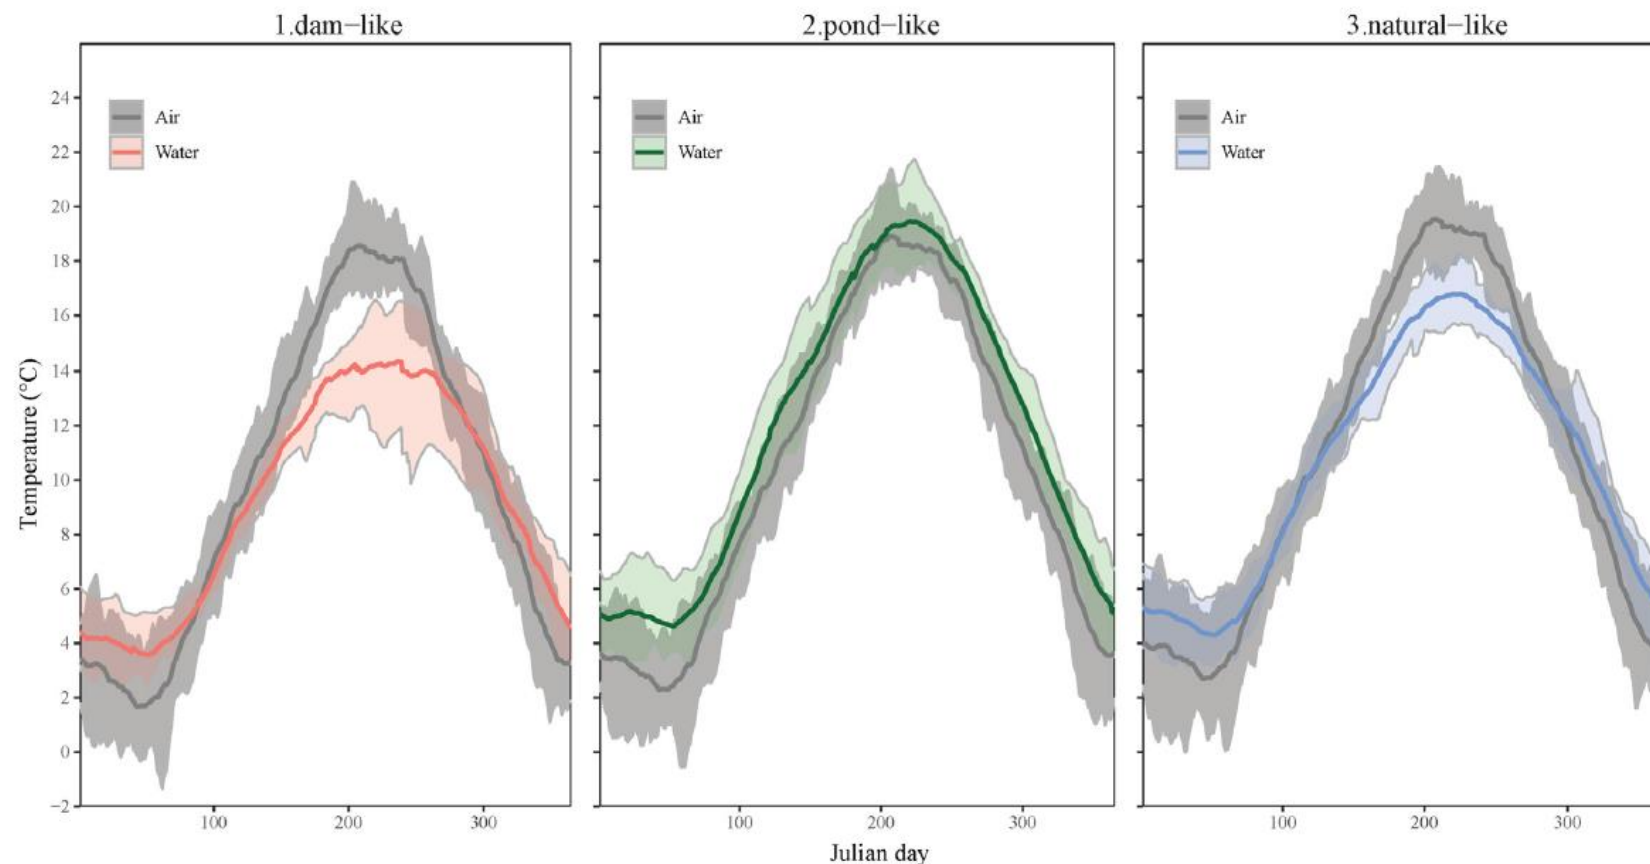 1.dam−like
2.pond−like
3.natural−like
Air
Water
Air
Water
Air
Water
Temperature (°C)
24
22
20
18
16
14
12
10
8
6
4
2
0
−2
100
200
300
100
200
300
100
200
300
Julian day